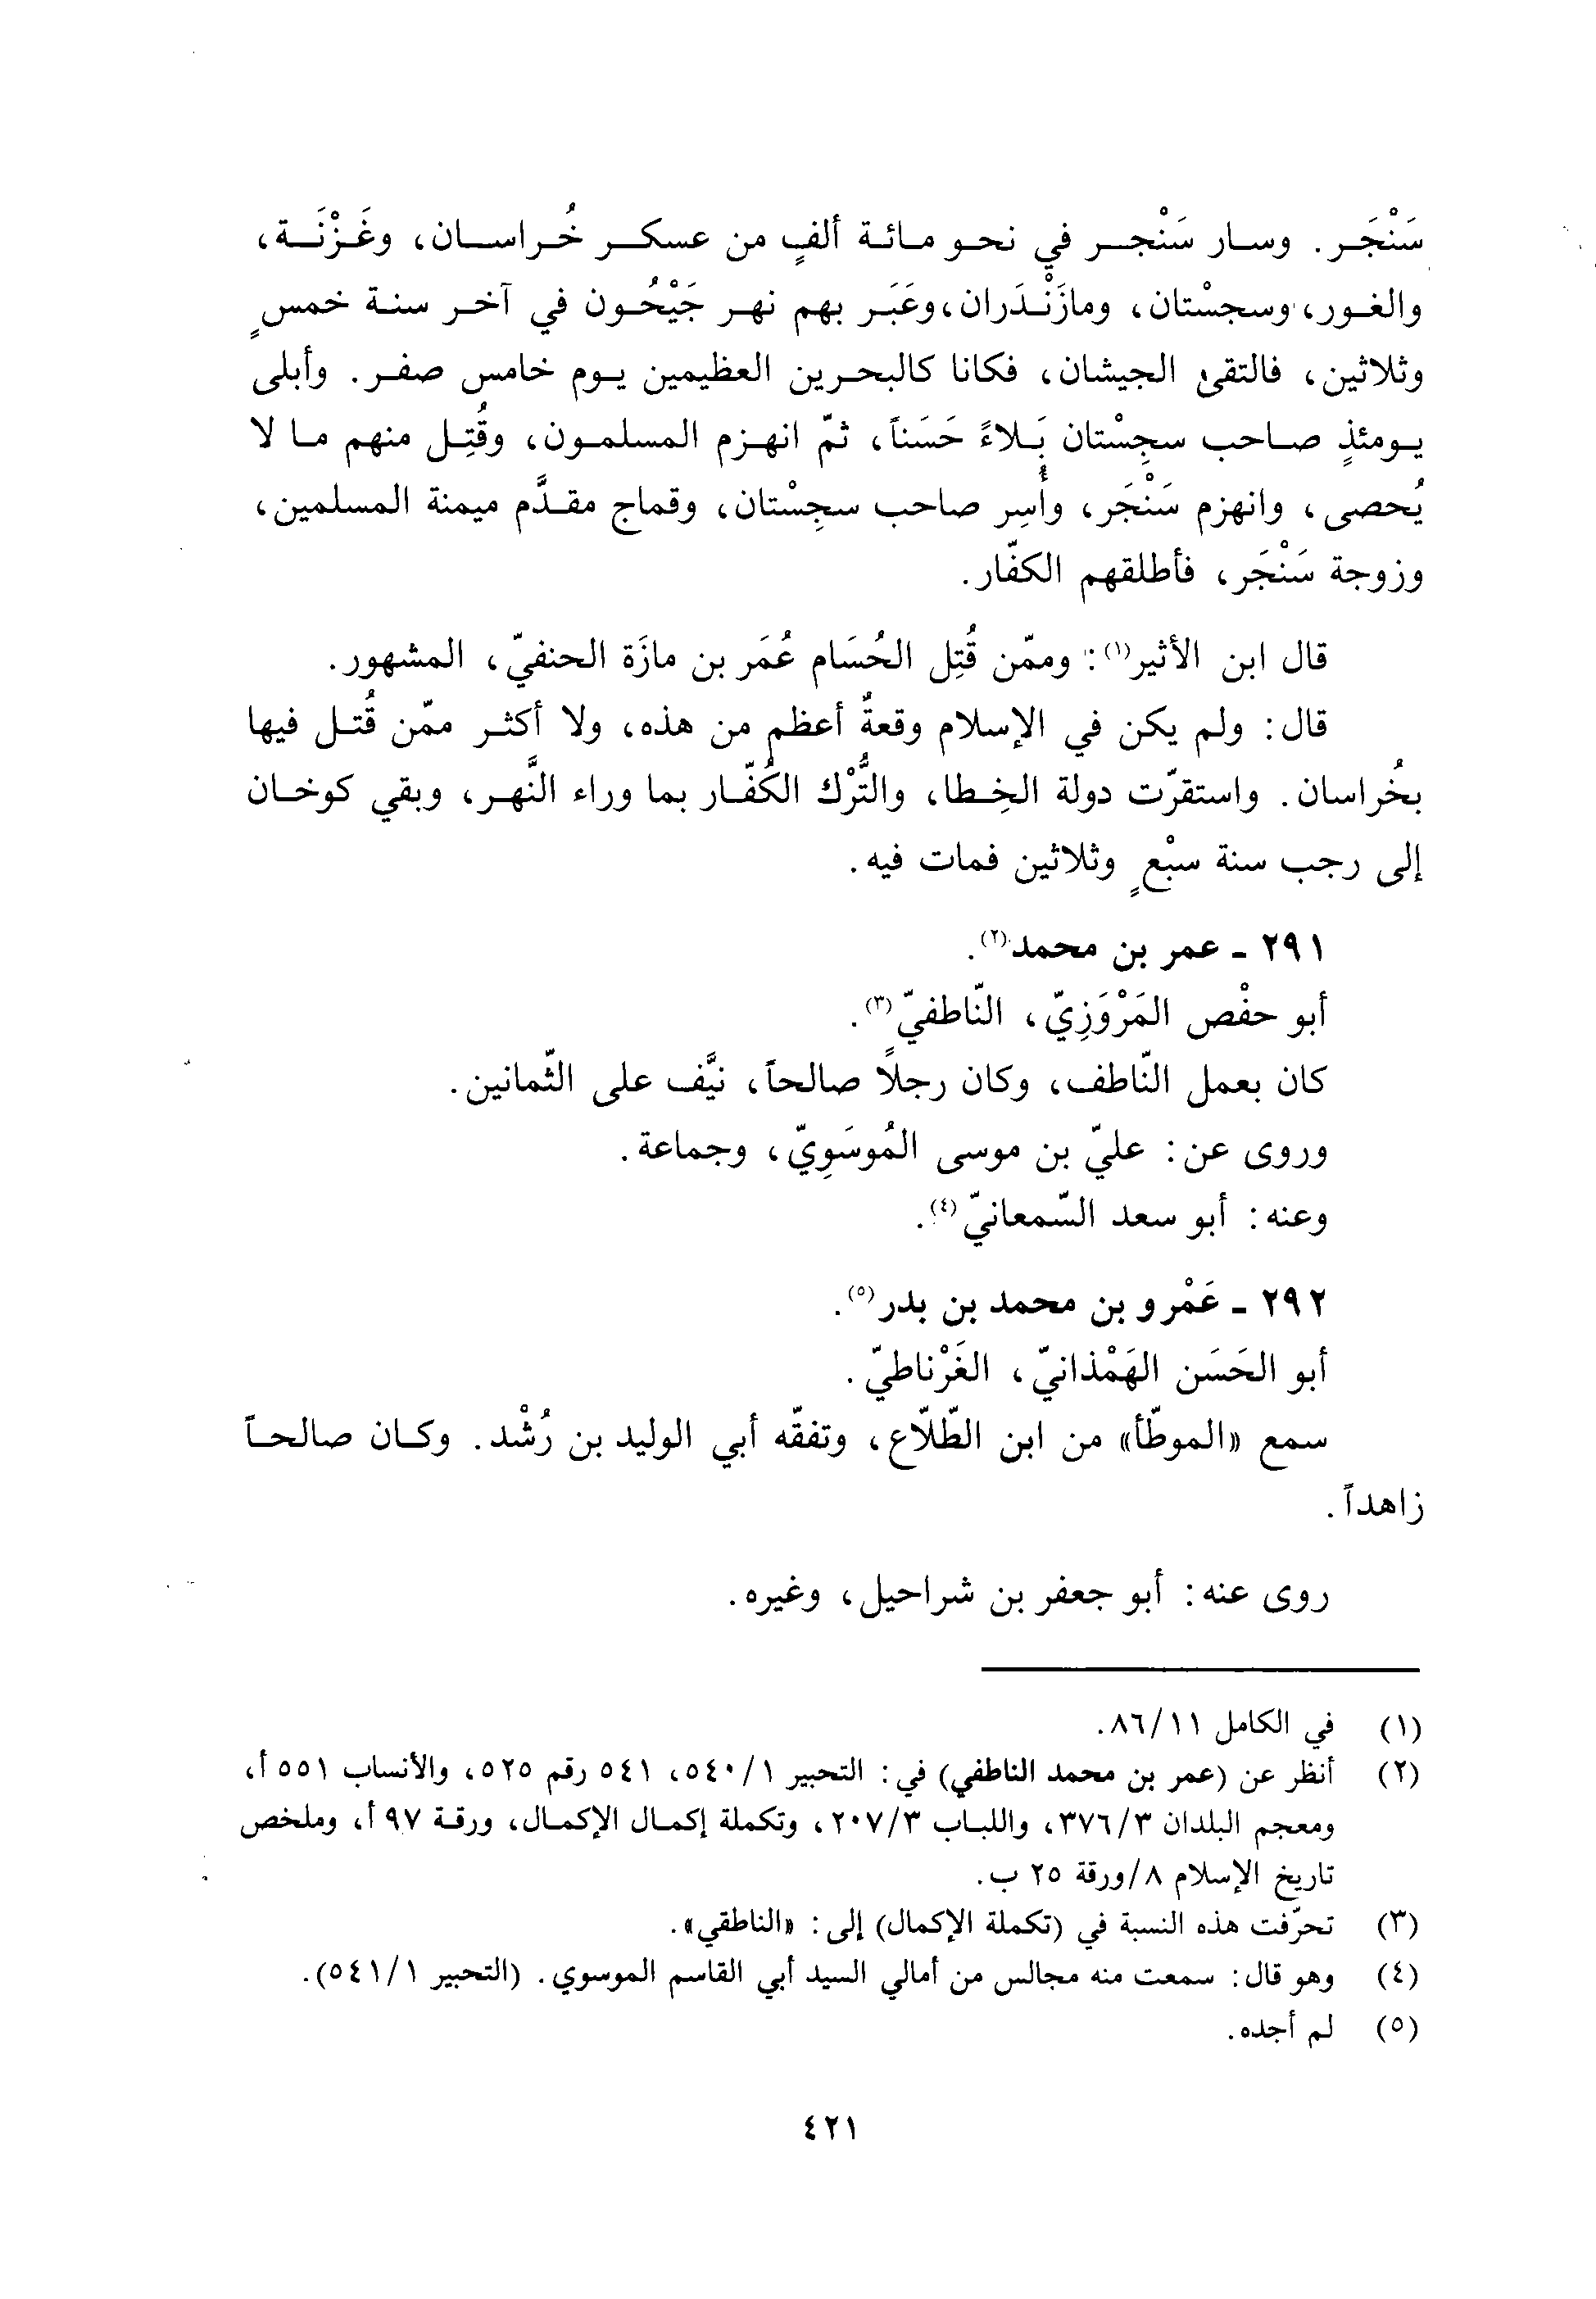 سَنْجَر. وسار سَنْجر في نحو مائة ألفٍ من عسكر خُراسان، وغَزْنَة،
والغور، وسجسْتان، ومازَنْدَران، وعَبَر بهم نهر جَيْحُون في آخر سنة خمسٍ
وثلاثين، فالتقى الجيشان، فكانا كالبحرين العظيمين يوم خامس صفر. وأبلى
يومئذٍ صاحب سجِسْتان بَلاءً حَسَناً، ثمّ انهزم المسلمون، وقُتِل منهم ما لا
يُحصى، وانهزم سَنْجَر، وأُسِر صاحب سجِسْتان، وقماج مقدَّم ميمنة المسلمين،
وزوجة سَنْجَر، فأطلقهم الكفّار.
قال ابن الأثير(١): وممّن قُتِل الحُسَام عُمَر بن مازَة الحنفيّ، المشهور.
قال: ولم يكن في الإسلام وقعةٌ أعظم من هذه، ولا أكثر ممّن قُتل فيها
بخُراسان. واستقرّت دولة الخِطا، والتُّرْك الكُفّار بما وراء النَّهر، وبقي كوخان
إلى رجب سنة سبْعٍ وثلاثين فمات فيه.
٢٩١ ـ عمر بن محمد(٢).
أبو حفْص المَرْوَزِيّ، النّاطفيّ(٣).
كان بعمل النّاطف، وكان رجلاً صالحاً، نيَّف على الثّمانين.
وروى عن: عليّ بن موسى المُوسَوِيّ، وجماعة.
وعنه: أبو سعد السّمعانيّ(٤).
٢٩٢ ـ عَمْرو بن محمد بن بدر(٥).
أبو الحَسَن الهَمْذانيّ، الغَرْناطيّ.
سمع «الموطّأ» من ابن الطّلّاع، وتفقّه أبي الوليد بن رُشْد. وكان صالحاً
زاهداً.
روى عنه: أبو جعفر بن شراحيل، وغيره.
(١) في الكامل ٨٦/١١.
(٢) أنظر عن (عمر بن محمد الناطفي) في: التحبير ٥٤٠/١، ٥٤١ رقم ٥٢٥، والأنساب ٥٥١ أ،
ومعجم البلدان ٣٧٦/٣، واللباب ٢٠٧/٣، وتكملة إكمال الإكمال، ورقة ٩٧ أ، وملخص
تاريخ الإسلام ٨/ورقة ٢٥ ب.
(٣) تحرّفت هذه النسبة في (تكملة الإكمال) إلى: «الناطقي».
(٤) وهو قال: سمعت منه مجالس من أمالي السيد أبي القاسم الموسوي. (التحبير ٥٤١/١).
(٥) لم أجده.
٤٢١